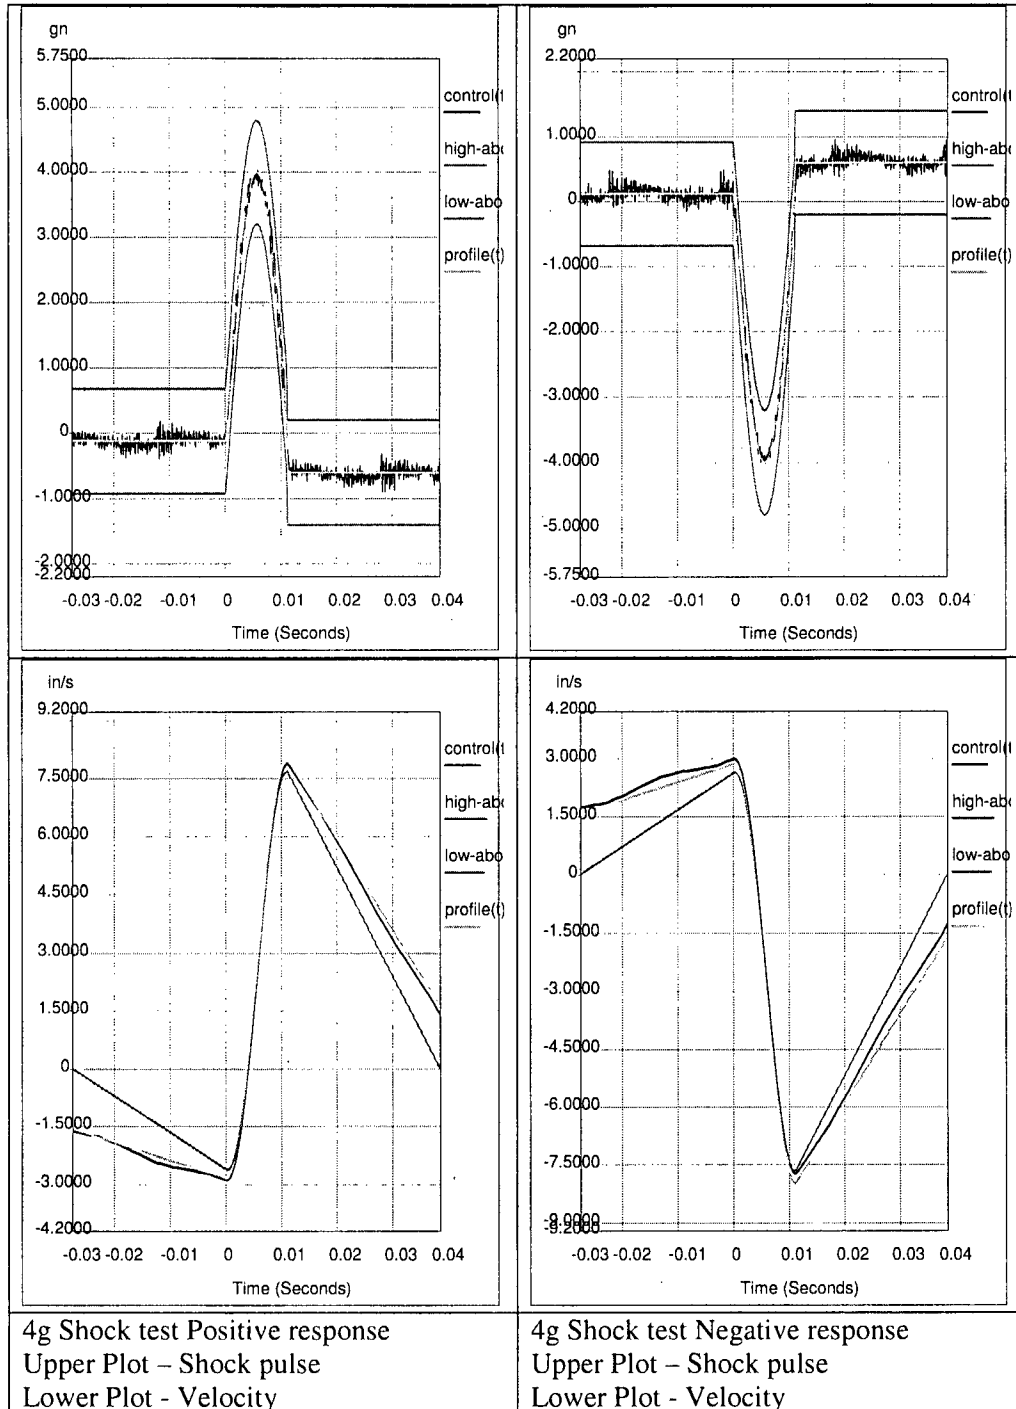 gn
5.7500
5.0000
4.0000
3.0000
2.0000
1.0000
0
-1.0000
-2.0000
-2.2000
-0.03 -0.02 -0.01 0 0.01 0.02 0.03 0.04
Time (Seconds)
control(t
high-abo
low-abo
profile(t)
gn
2.2000
1.0000
0
-1.0000
-2.0000
-3.0000
-4.0000
-5.0000
-5.7500
-0.03 -0.02 -0.01 0 0.01 0.02 0.03 0.04
Time (Seconds)
control(t
high-abo
low-abo
profile(t)
in/s
9.2000
7.5000
6.0000
4.5000
3.0000
1.5000
0
-1.5000
-3.0000
-4.2000
-0.03 -0.02 -0.01 0 0.01 0.02 0.03 0.04
Time (Seconds)
control(t
high-abo
low-abo
profile(t)
in/s
4.2000
3.0000
1.5000
0
-1.5000
-3.0000
-4.5000
-6.0000
-7.5000
-9.0000
-9.2000
-0.03 -0.02 -0.01 0 0.01 0.02 0.03 0.04
Time (Seconds)
control(t
high-abo
low-abo
profile(t)
4g Shock test Positive response
Upper Plot – Shock pulse
Lower Plot - Velocity
4g Shock test Negative response
Upper Plot – Shock pulse
Lower Plot - Velocity